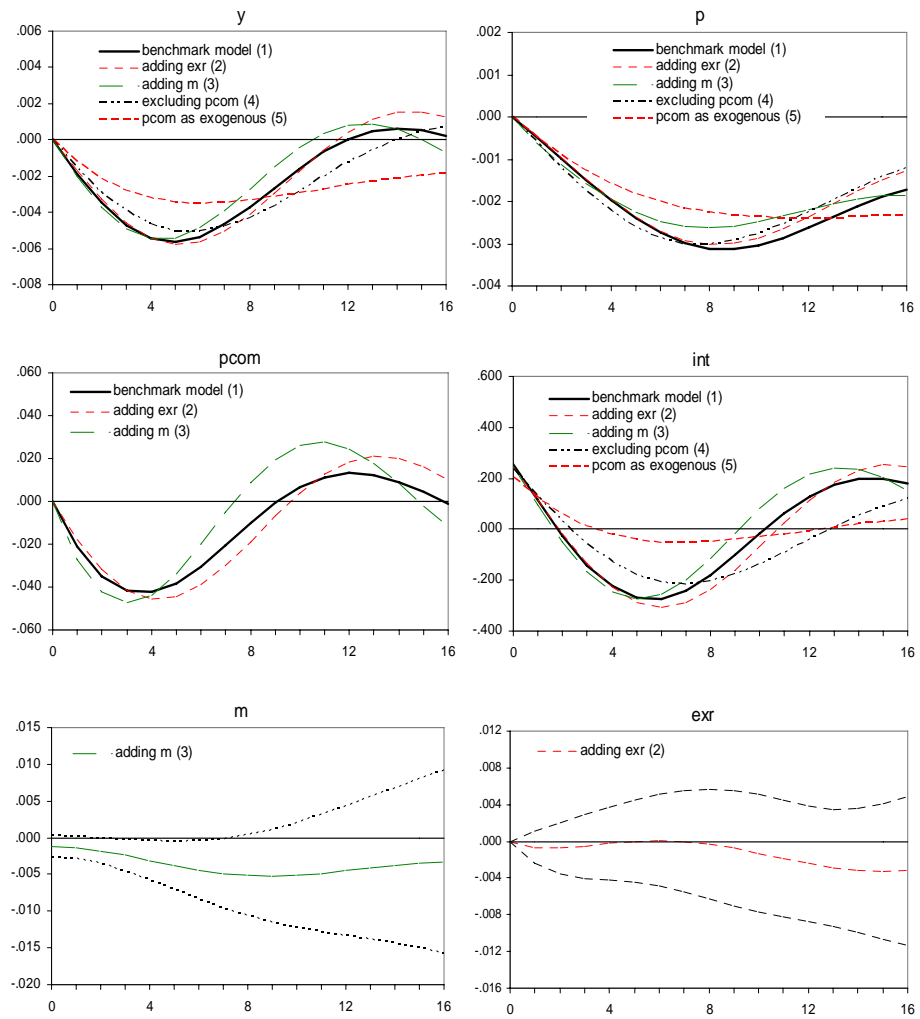 y
.006
.004
.002
.000
-.002
-.004
-.006
-.008
0 4 8 12 16
benchmark model (1)
adding exr (2)
adding m (3)
excluding pcom (4)
pcom as exogenous (5)
p
.002
.001
.000
-.001
-.002
-.003
-.004
0 4 8 12 16
benchmark model (1)
adding exr (2)
adding m (3)
excluding pcom (4)
pcom as exogenous (5)
pcom
.060
.040
.020
.000
-.020
-.040
-.060
0 4 8 12 16
benchmark model (1)
adding exr (2)
adding m (3)
int
.600
.400
.200
.000
-.200
-.400
0 4 8 12 16
benchmark model (1)
adding exr (2)
adding m (3)
excluding pcom (4)
pcom as exogenous (5)
m
.015
.010
.005
.000
-.005
-.010
-.015
-.020
0 4 8 12 16
adding m (3)
exr
.012
.008
.004
.000
-.004
-.008
-.012
-.016
0 4 8 12 16
adding exr (2)